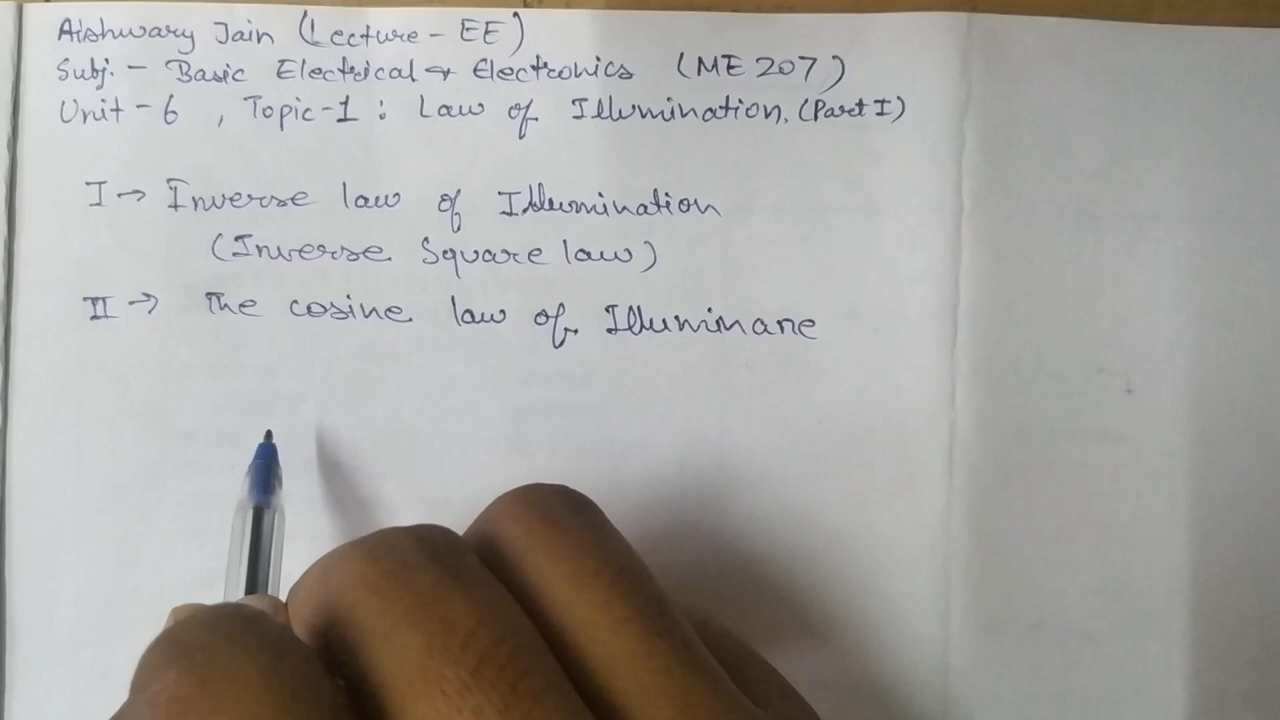 Aishwary Jain (Lecture - EE)
Subj. - Basic Electrical & Electronics (ME 207)
Unit - 6 , Topic - 1 : Law of Illumination. (Part I)
I → Inverse law of Illumination
(Inverse Square law)
II → The cosine law of Illuminane